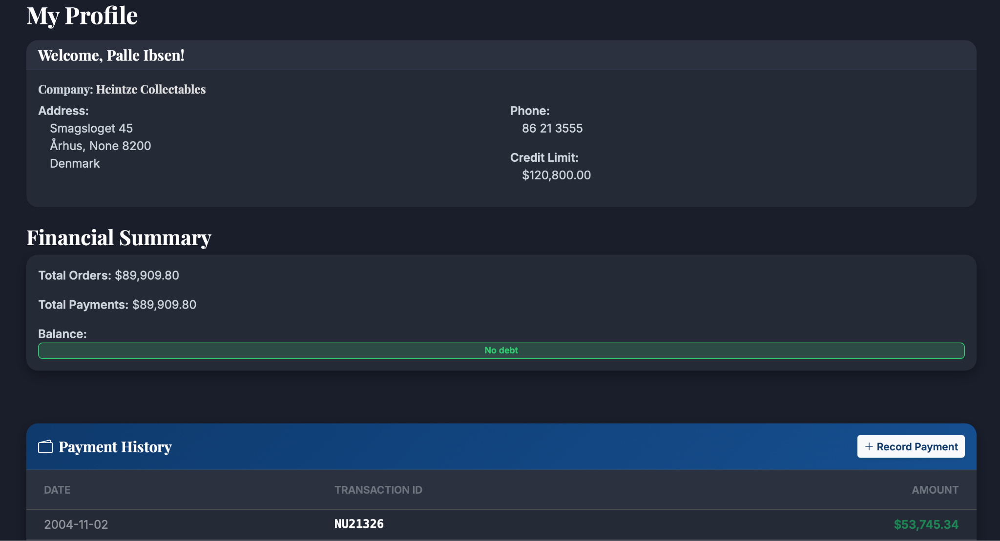 My Profile
Welcome, Palle Ibsen!
Company: Heintze Collectables
Address:
Smagsloget 45
Århus, None 8200
Denmark
Phone:
86 21 3555
Credit Limit:
$120,800.00
Financial Summary
Total Orders: $89,909.80
Total Payments: $89,909.80
Balance:
No debt
Payment History
+ Record Payment
DATE TRANSACTION ID AMOUNT
2004-11-02 NU21326 $53,745.34